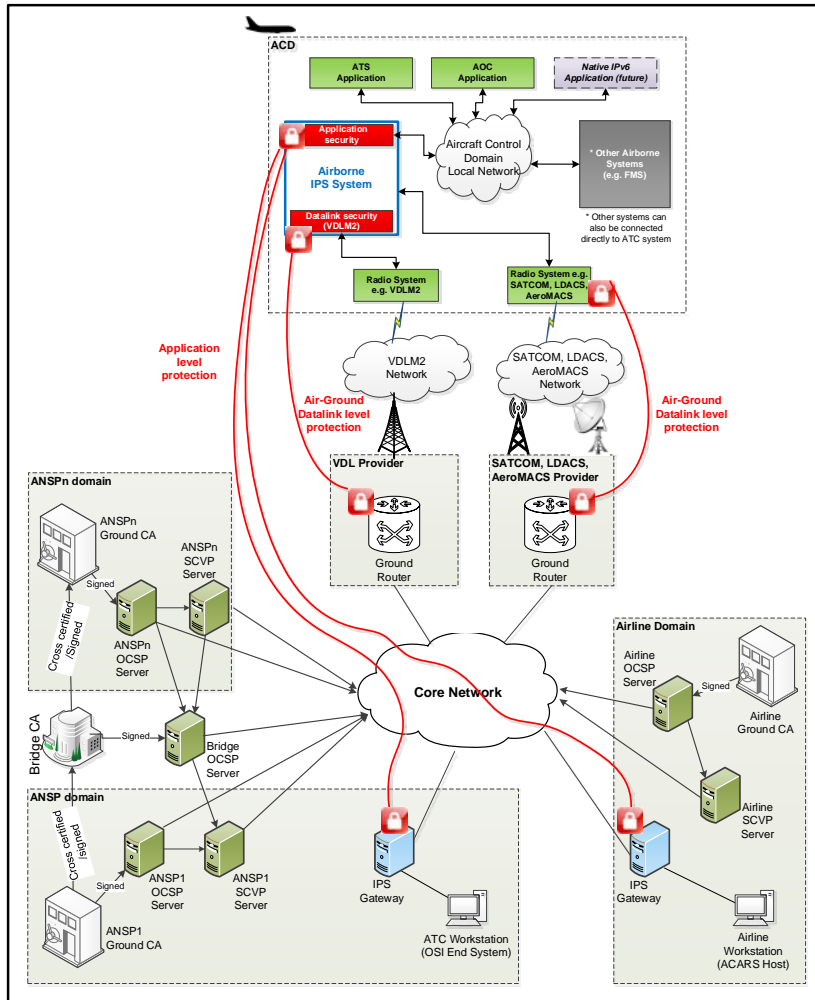 ACD
ATS
Application
AOC
Application
Native IPv6
Application (future)
Application
security
Airborne
IPS System
Datalink security
(VDLM2)
Aircraft Control
Domain
Local Network
* Other Airborne
Systems
(e.g. FMS)
* Other systems can
also be connected
directly to ATC system
Radio System
e.g. VDLM2
Radio System e.g.
SATCOM, LDACS,
AeroMACS
Application
level
protection
VDLM2
Network
SATCOM, LDACS,
AeroMACS
Network
Air-Ground
Datalink level
protection
Air-Ground
Datalink level
protection
VDL Provider
Ground
Router
SATCOM, LDACS,
AeroMACS Provider
Ground
Router
ANSPn domain
ANSPn
Ground CA
ANSPn
SCVP
Server
Signed
ANSPn
OCSP
Server
Cross certified
/Signed
Core Network
Airline Domain
Airline
OCSP Server
Signed
Airline
Ground CA
Airline
SCVP Server
Bridge CA
Signed
Bridge
OCSP
Server
ANSP domain
Cross certified
/signed
Signed
ANSP1
OCSP
Server
ANSP1
SCVP
Server
ANSP1
Ground CA
IPS
Gateway
ATC Workstation
(OSI End System)
IPS
Gateway
Airline
Workstation
(ACARS Host)